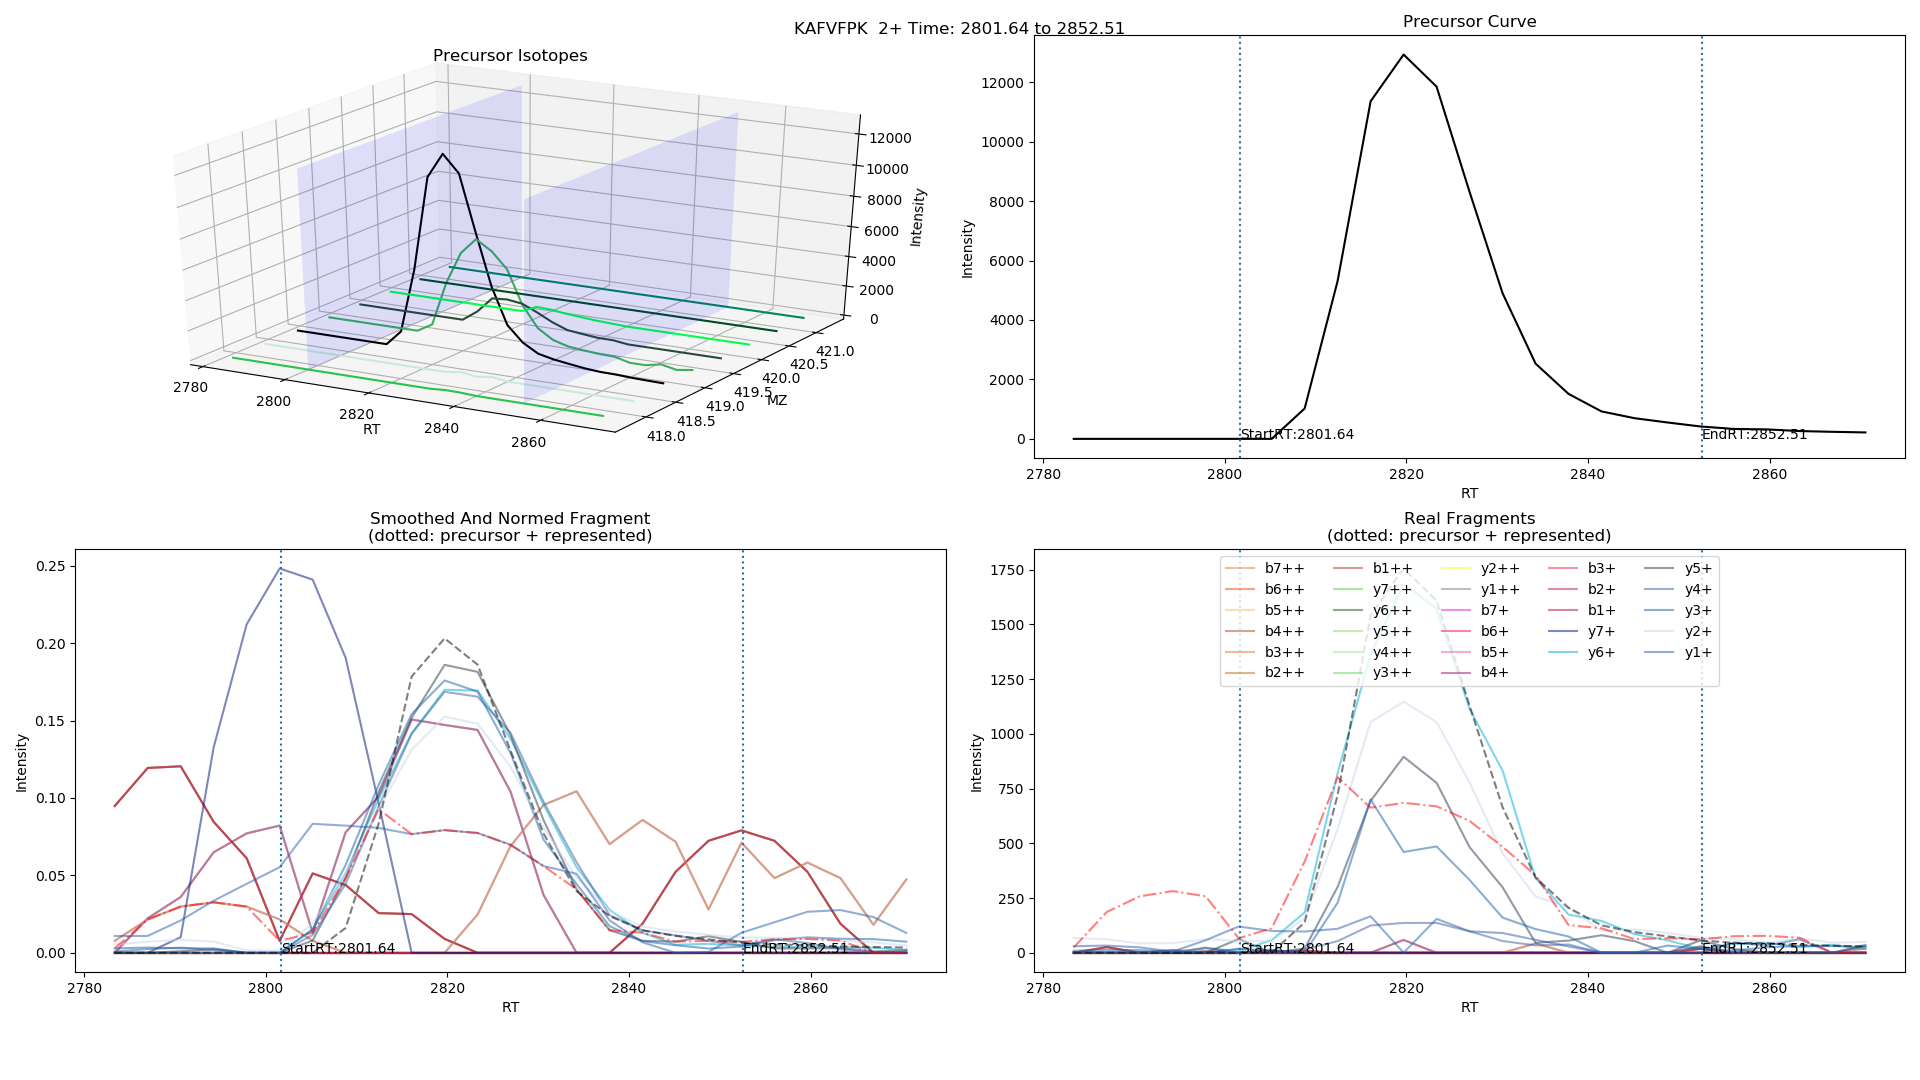 KAFVFPK  2+ Time: 2801.64 to 2852.51
Precursor Isotopes
12000
10000
8000
6000
4000
2000
0
Intensity
2780
2800
2820
2840
2860
RT
418.0
418.5
419.0
419.5
420.0
420.5
421.0
MZ
Precursor Curve
12000
10000
8000
6000
4000
2000
0
Intensity
StartRT:2801.64
EndRT:2852.51
2780
2800
2820
2840
2860
RT
Smoothed And Normed Fragment
(dotted: precursor + represented)
0.25
0.20
0.15
0.10
0.05
0.00
Intensity
StartRT:2801.64
EndRT:2852.51
2780
2800
2820
2840
2860
RT
Real Fragments
(dotted: precursor + represented)
1750
1500
1250
1000
750
500
250
0
Intensity
b7++
b6++
b5++
b4++
b3++
b2++
b1++
y7++
y6++
y5++
y4++
y3++
y2++
y1++
b7+
b6+
b5+
b4+
b3+
b2+
b1+
y7+
y6+
y5+
y4+
y3+
y2+
y1+
StartRT:2801.64
EndRT:2852.51
2780
2800
2820
2840
2860
RT